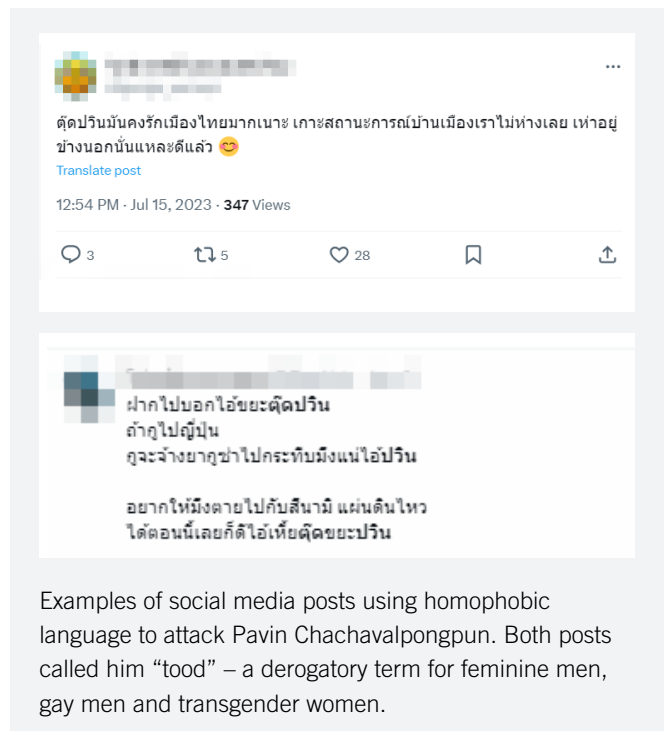 ตุ๊ดปวินมันคงรักเมืองไทยมากเนาะ เกาะสถานะการณ์บ้านเมืองเราไม่ห่างเลย เห่าอยู่
ข้างนอกนั่นแหละดีแล้ว 😊
Translate post
12:54 PM · Jul 15, 2023 · 347 Views
3 5 28
ฝากไปบอกไอ้ขยะตุ๊ดปวิน
ถ้ากูไปญี่ปุ่น
กูจะจ้างยากูซ่าไปกระทืบมึงแน่ไอ้ปวิน
อยากให้มึงตายไปกับสึนามิ แผ่นดินไหว
ได้ตอนนี้เลยก็ดีไอ้เหี้ยตุ๊ดขยะปวิน
Examples of social media posts using homophobic
language to attack Pavin Chachavalpongpun. Both posts
called him “tood” – a derogatory term for feminine men,
gay men and transgender women.